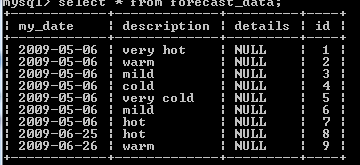 mysql> select * from forecast_data;
+------------+-------------+---------+----+
| my_date | description | details | id |
+------------+-------------+---------+----+
| 2009-05-06 | very hot | NULL | 1 |
| 2009-05-06 | warm | NULL | 2 |
| 2009-05-06 | mild | NULL | 3 |
| 2009-05-06 | cold | NULL | 4 |
| 2009-05-06 | very cold | NULL | 5 |
| 2009-05-06 | mild | NULL | 6 |
| 2009-05-06 | hot | NULL | 7 |
| 2009-06-25 | hot | NULL | 8 |
| 2009-06-26 | warm | NULL | 9 |
+------------+-------------+---------+----+